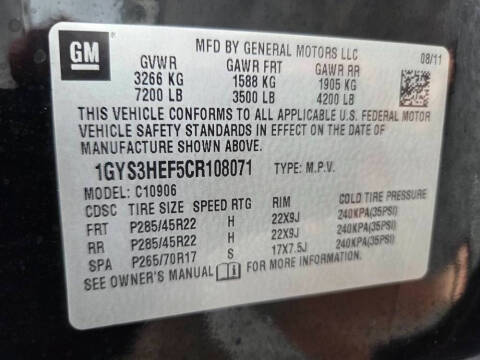 GM
MFD BY GENERAL MOTORS LLC
08/11
GVWR GAWR FRT GAWR RR
3266 KG 1588 KG 1905 KG
7200 LB 3500 LB 4200 LB
THIS VEHICLE CONFORMS TO ALL APPLICABLE U.S. FEDERAL MOTOR
VEHICLE SAFETY STANDARDS IN EFFECT ON THE DATE OF
MANUFACTURE SHOWN ABOVE.
1GYS3HEF5CR108071 TYPE: M.P.V.
MODEL: C10906
CDSC TIRE SIZE SPEED RTG RIM COLD TIRE PRESSURE
FRT P285/45R22 H 22X9J 240KPA(35PSI)
RR P285/45R22 H 22X9J 240KPA(35PSI)
SPA P265/70R17 S 17X7.5J 240KPA(35PSI)
SEE OWNER'S MANUAL FOR MORE INFORMATION.